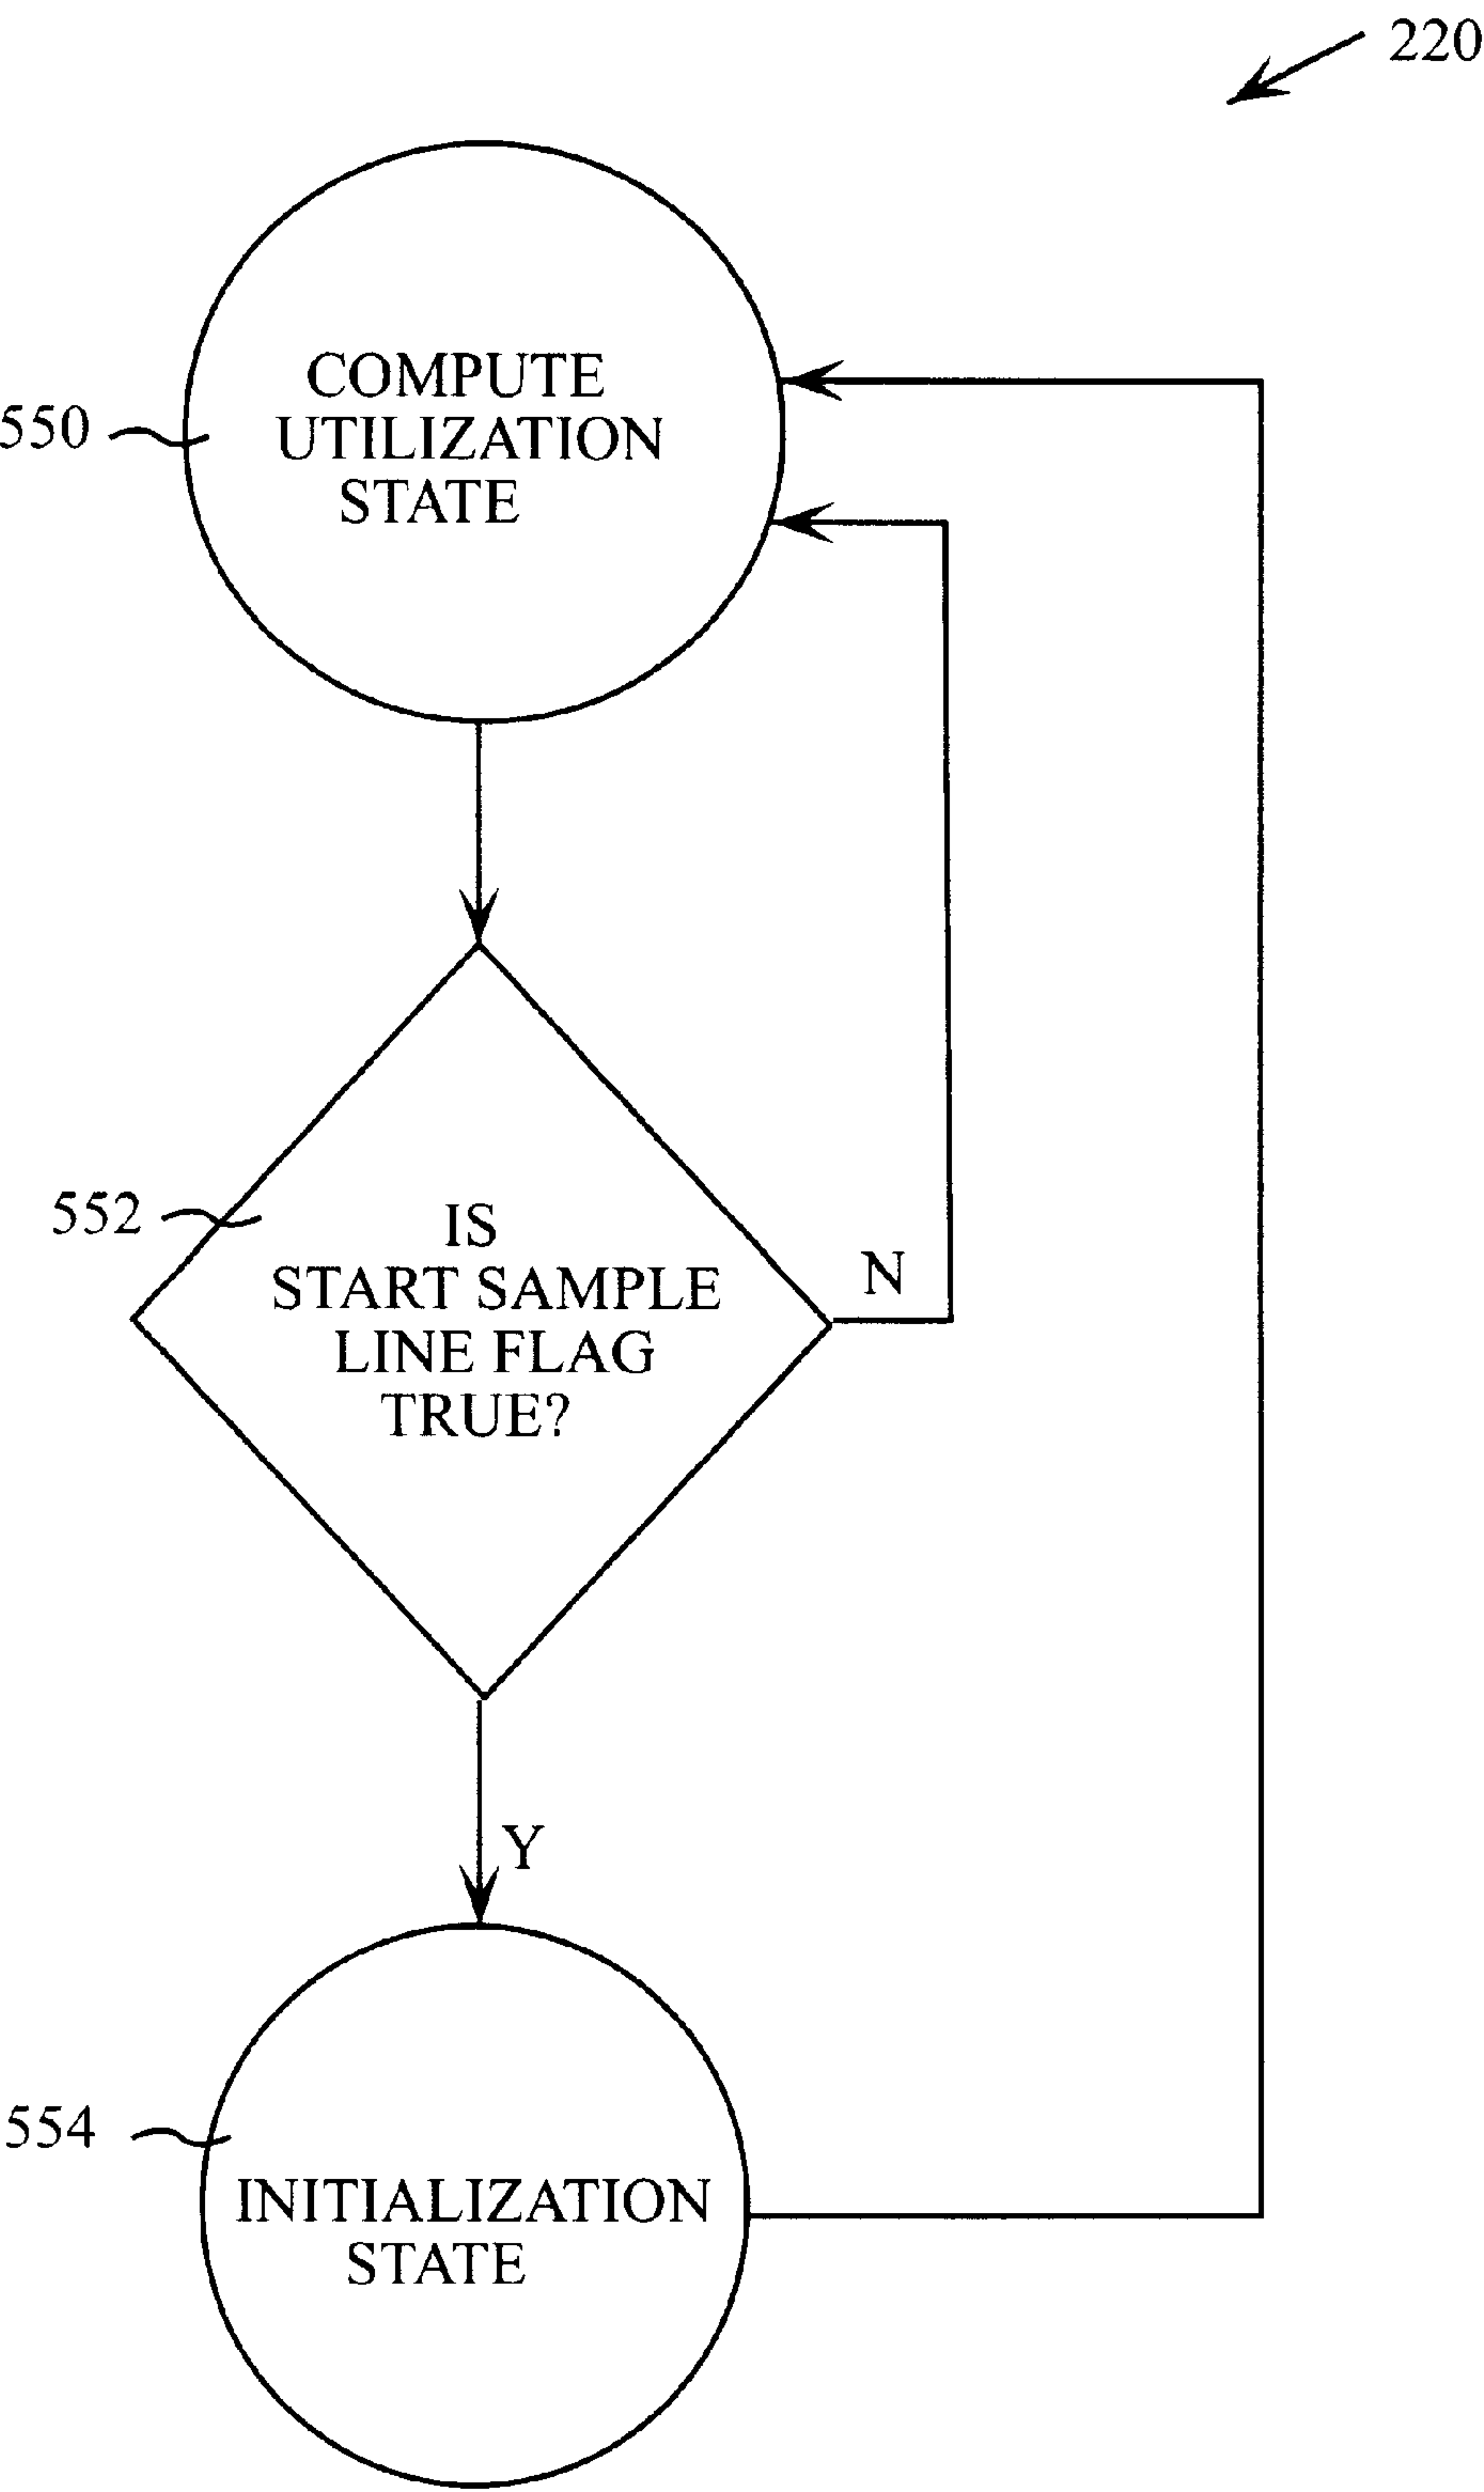 220
COMPUTE
UTILIZATION
STATE
550
552
IS
START SAMPLE
LINE FLAG
TRUE?
N
Y
554
INITIALIZATION
STATE